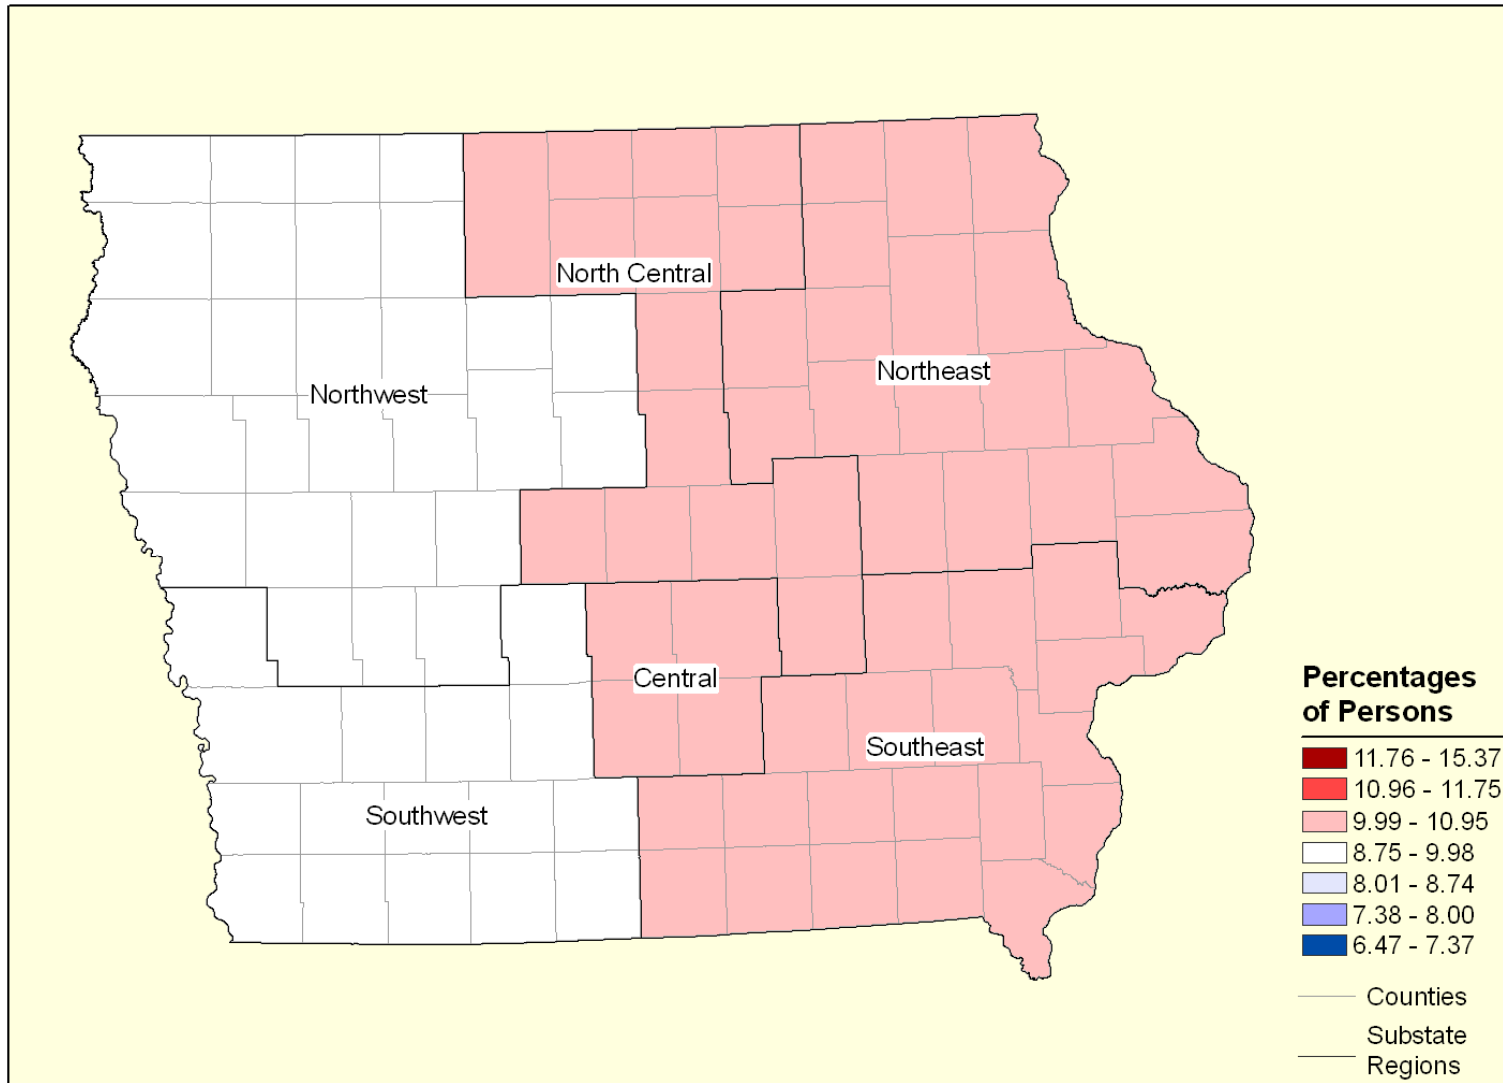 North Central
Northeast
Northwest
Central
Southeast
Southwest
Percentages
of Persons
11.76 - 15.37
10.96 - 11.75
9.99 - 10.95
8.75 - 9.98
8.01 - 8.74
7.38 - 8.00
6.47 - 7.37
Counties
Substate
Regions